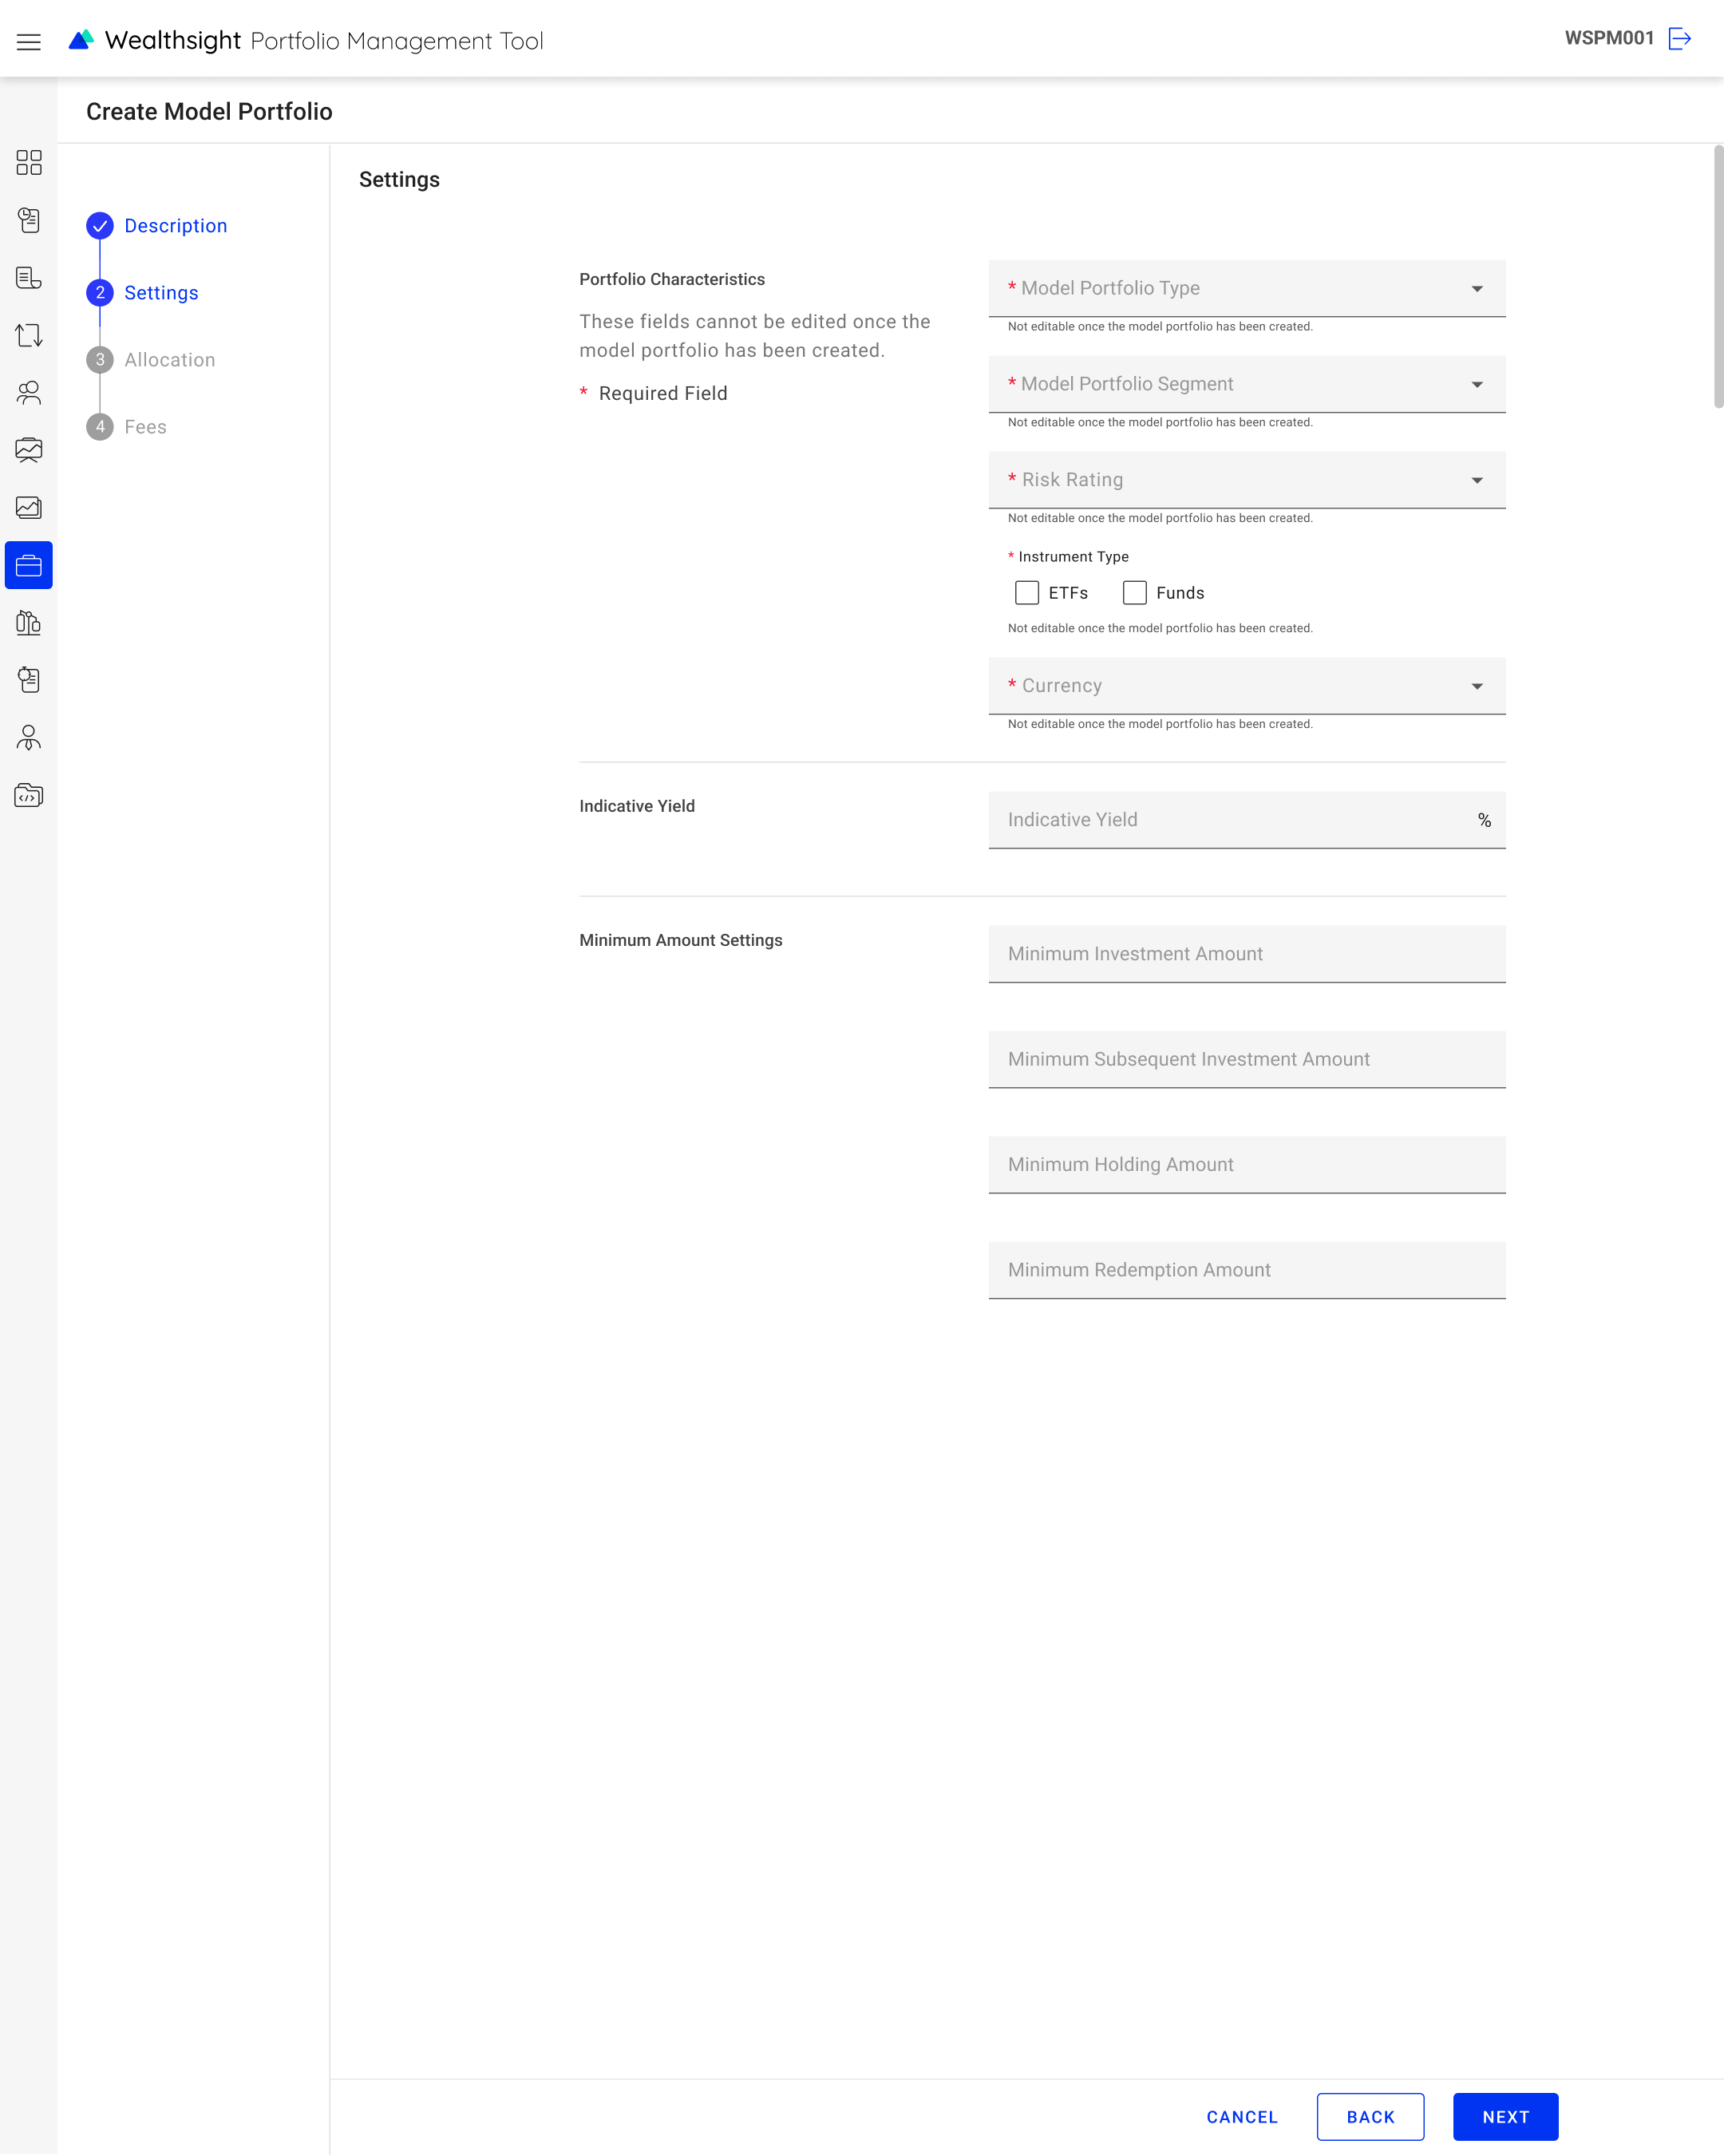 Wealthsight Portfolio Management Tool
WSPM001
Create Model Portfolio
Description
2 Settings
3 Allocation
4 Fees
Settings
Portfolio Characteristics
These fields cannot be edited once the
model portfolio has been created.
* Required Field
* Model Portfolio Type
Not editable once the model portfolio has been created.
* Model Portfolio Segment
Not editable once the model portfolio has been created.
* Risk Rating
Not editable once the model portfolio has been created.
* Instrument Type
ETFs Funds
Not editable once the model portfolio has been created.
* Currency
Not editable once the model portfolio has been created.
Indicative Yield
Indicative Yield %
Minimum Amount Settings
Minimum Investment Amount
Minimum Subsequent Investment Amount
Minimum Holding Amount
Minimum Redemption Amount
CANCEL BACK NEXT